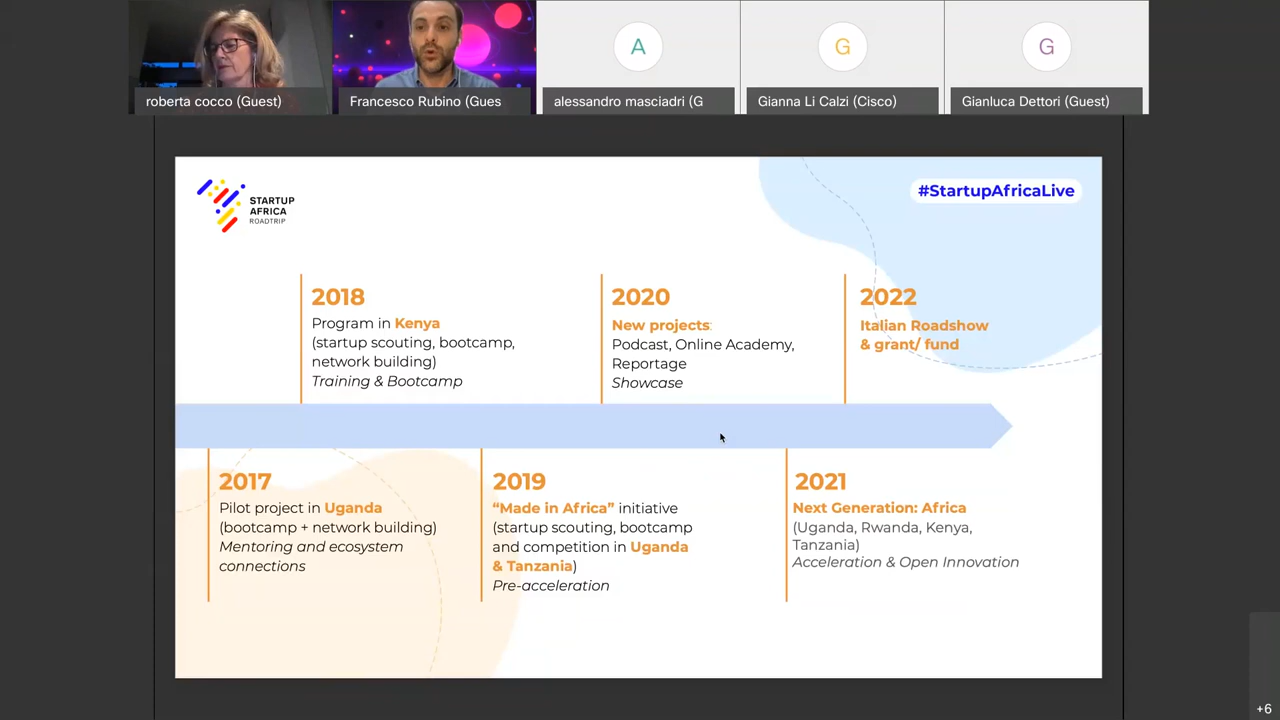 A
G
G
roberta cocco (Guest)
Francesco Rubino (Gues
alessandro masciadri (G
Gianna Li Calzi (Cisco)
Gianluca Dettori (Guest)
STARTUP
AFRICA
ROADTRIP
#StartupAfricaLive
2018
Program in Kenya
(startup scouting, bootcamp,
network building)
Training & Bootcamp
2020
New projects:
Podcast, Online Academy,
Reportage
Showcase
2022
Italian Roadshow
& grant/ fund
2017
Pilot project in Uganda
(bootcamp + network building)
Mentoring and ecosystem
connections
2019
“Made in Africa” initiative
(startup scouting, bootcamp
and competition in Uganda
& Tanzania)
Pre-acceleration
2021
Next Generation: Africa
(Uganda, Rwanda, Kenya,
Tanzania)
Acceleration & Open Innovation
+6